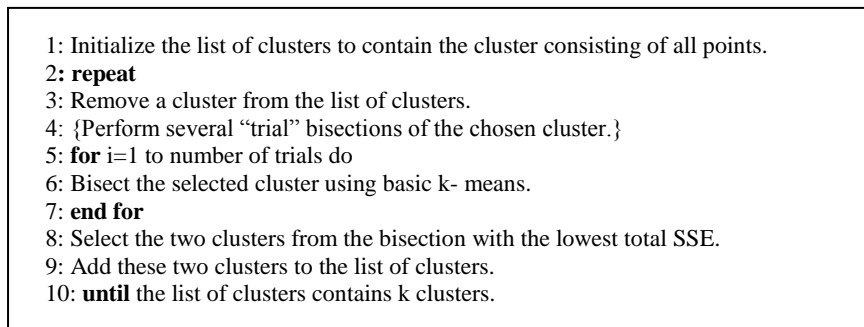 1: Initialize the list of clusters to contain the cluster consisting of all points.
2: repeat
3: Remove a cluster from the list of clusters.
4: {Perform several “trial” bisections of the chosen cluster.}
5: for i=1 to number of trials do
6: Bisect the selected cluster using basic k- means.
7: end for
8: Select the two clusters from the bisection with the lowest total SSE.
9: Add these two clusters to the list of clusters.
10: until the list of clusters contains k clusters.